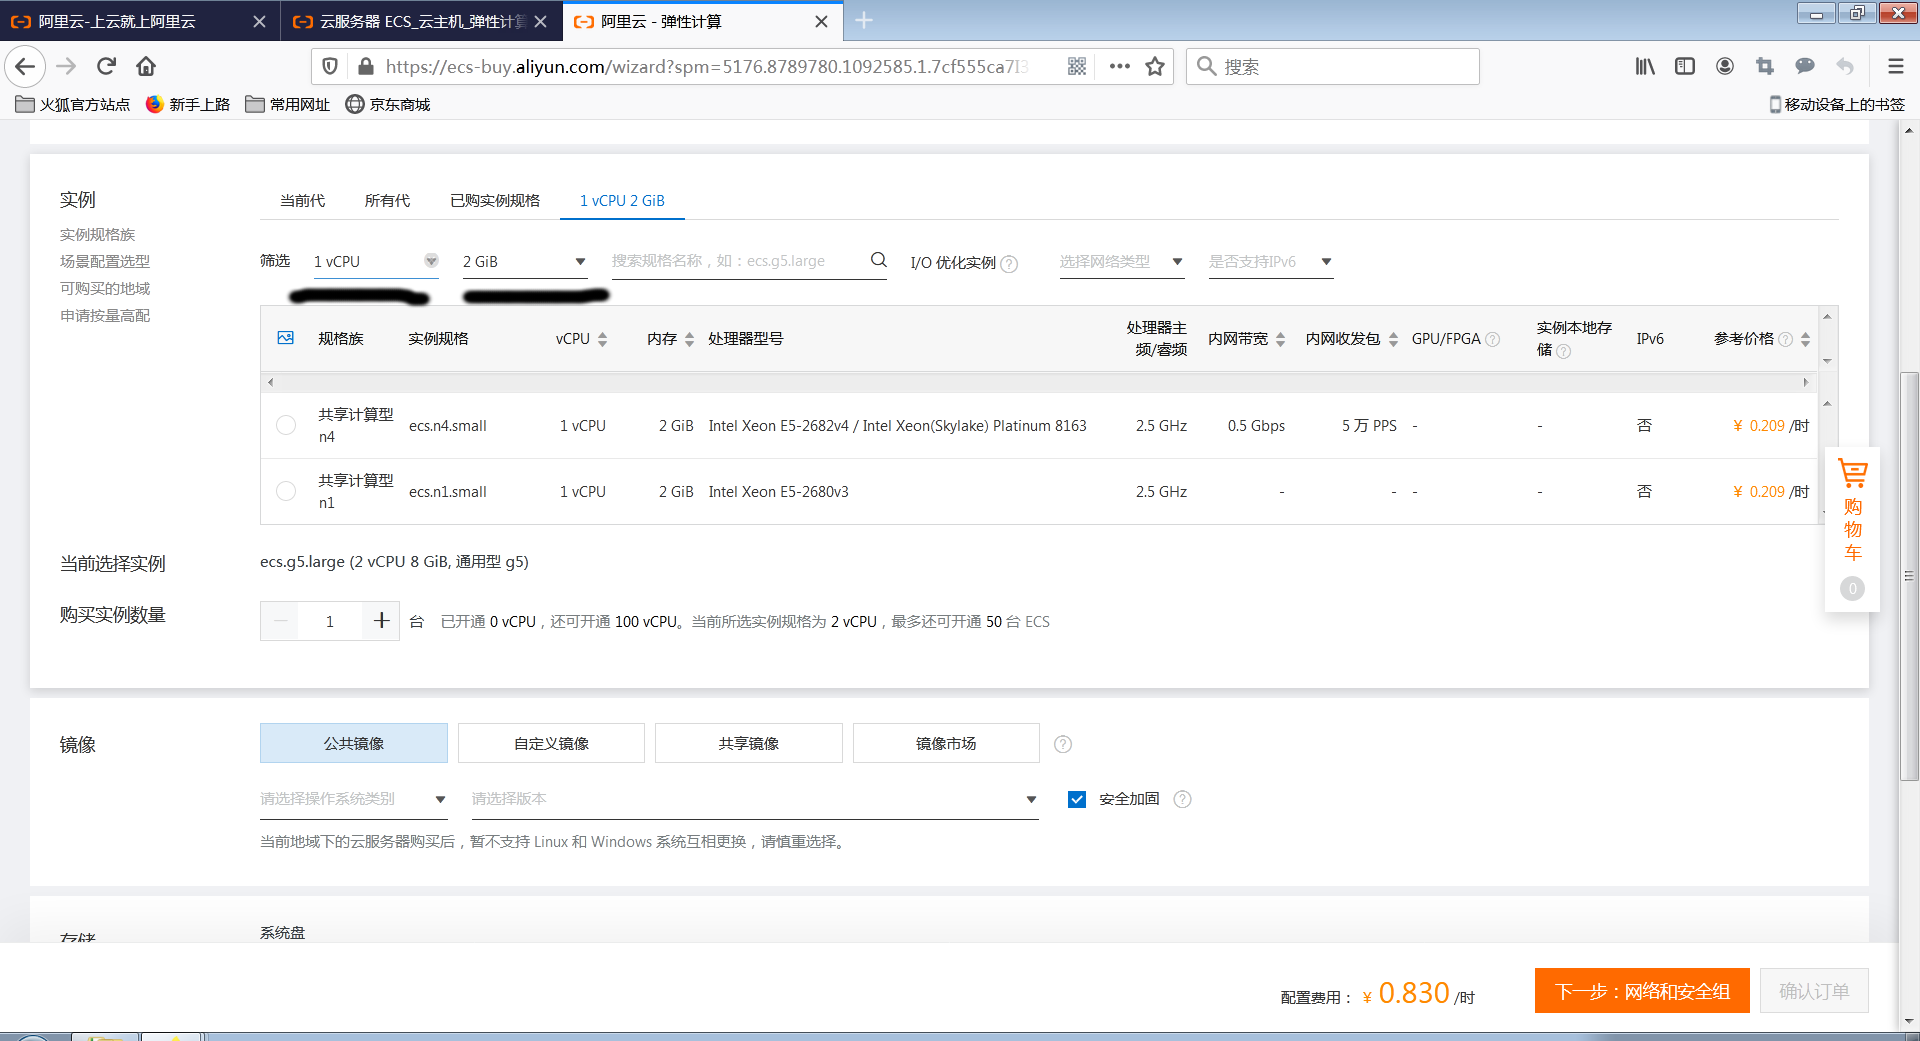 阿里云-上云就上阿里云
云服务器 ECS_云主机_弹性计算
阿里云 - 弹性计算
https://ecs-buy.aliyun.com/wizard?spm=5176.8789780.1092585.1.7cf555ca7I3
搜索
火狐官方站点
新手上路
常用网址
京东商城
移动设备上的书签
实例
当前代
所有代
已购实例规格
1 vCPU 2 GiB
实例规格族
场景配置选型
可购买的地域
申请按量高配
筛选
1 vCPU
2 GiB
搜索规格名称，如：ecs.g5.large
I/O 优化实例
选择网络类型
是否支持IPv6
规格族
实例规格
vCPU
内存
处理器型号
处理器主频/睿频
内网带宽
内网收发包
GPU/FPGA
实例本地存储
IPv6
参考价格
共享计算型 n4
ecs.n4.small
1 vCPU
2 GiB
Intel Xeon E5-2682v4 / Intel Xeon(Skylake) Platinum 8163
2.5 GHz
0.5 Gbps
5 万 PPS
-
-
否
¥ 0.209 /时
共享计算型 n1
ecs.n1.small
1 vCPU
2 GiB
Intel Xeon E5-2680v3
2.5 GHz
-
-
-
-
否
¥ 0.209 /时
购物车
0
当前选择实例
ecs.g5.large (2 vCPU 8 GiB, 通用型 g5)
购买实例数量
1
台
已开通 0 vCPU，还可开通 100 vCPU。当前所选实例规格为 2 vCPU，最多还可开通 50 台 ECS
镜像
公共镜像
自定义镜像
共享镜像
镜像市场
请选择操作系统类别
请选择版本
安全加固
当前地域下的云服务器购买后，暂不支持 Linux 和 Windows 系统互相更换，请慎重选择。
存储
系统盘
配置费用：
¥ 0.830 /时
下一步：网络和安全组
确认订单